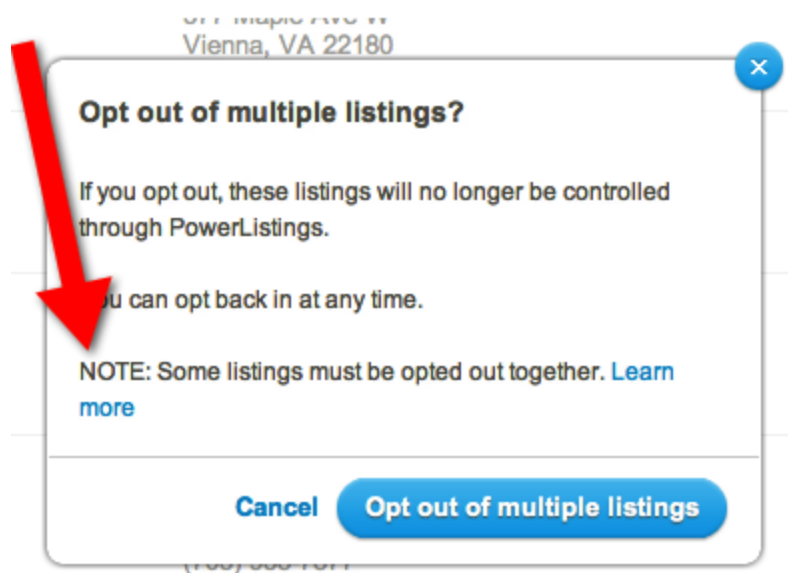 Vienna, VA 22180
Opt out of multiple listings?
If you opt out, these listings will no longer be controlled
through PowerListings.
can opt back in at any time.
NOTE: Some listings must be opted out together. Learn
more
Cancel
Opt out of multiple listings